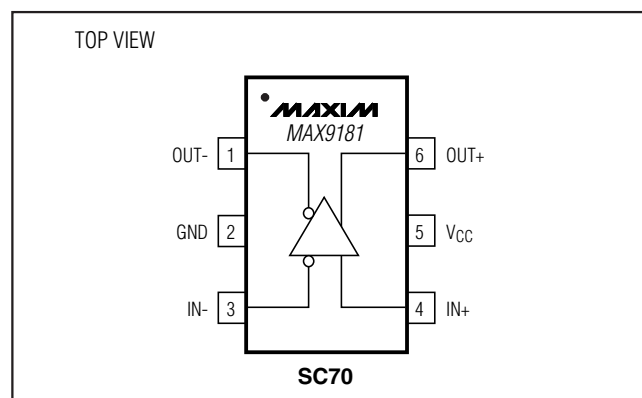 TOP VIEW
MAXIM
MAX9181
OUT- 1 6 OUT+
GND 2 5 VCC
IN- 3 4 IN+
SC70